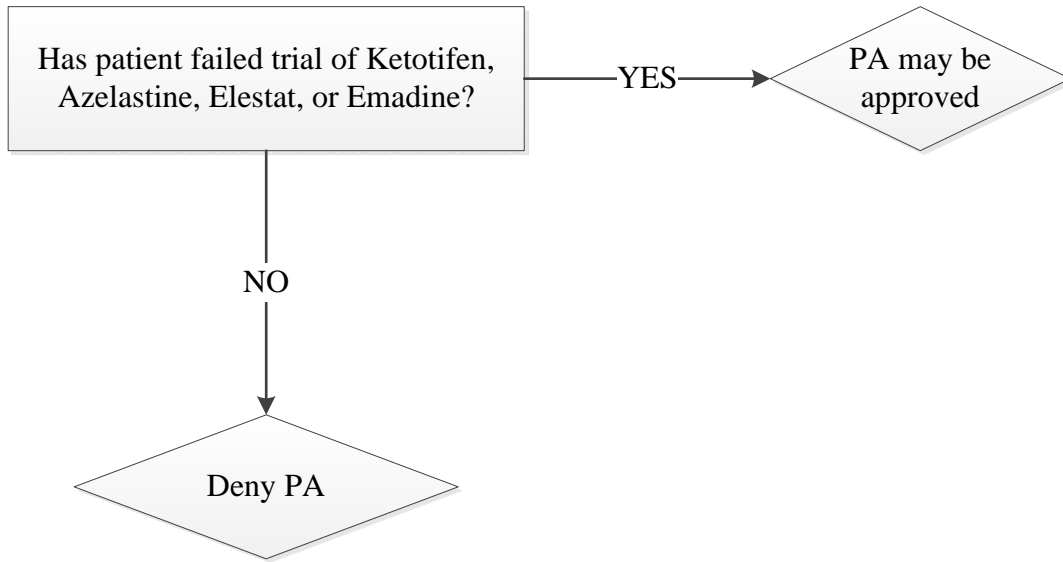 Has patient failed trial of Ketotifen,
Azelastine, Elestat, or Emadine?
YES
PA may be
approved
NO
Deny PA